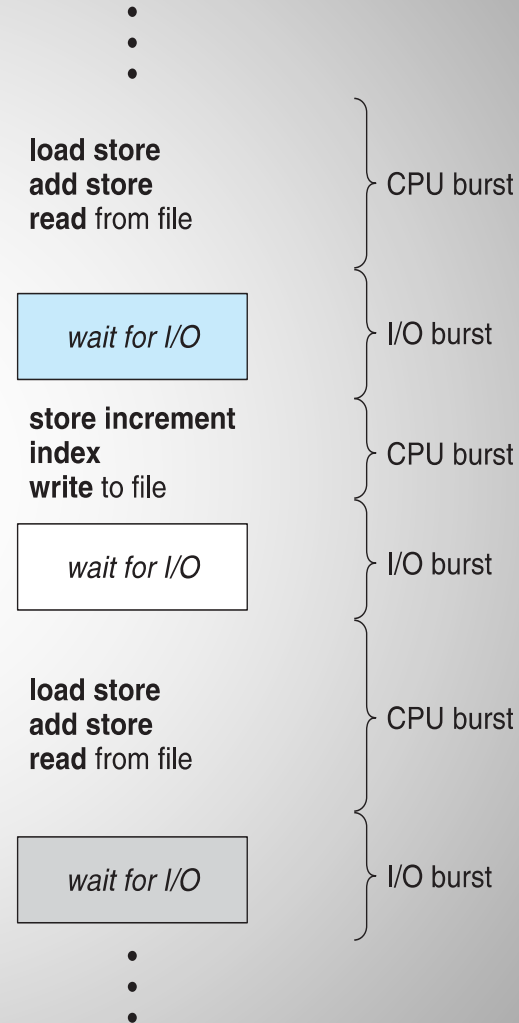 load store
add store
read from file
CPU burst
wait for I/O
I/O burst
store increment
index
write to file
CPU burst
wait for I/O
I/O burst
load store
add store
read from file
CPU burst
wait for I/O
I/O burst